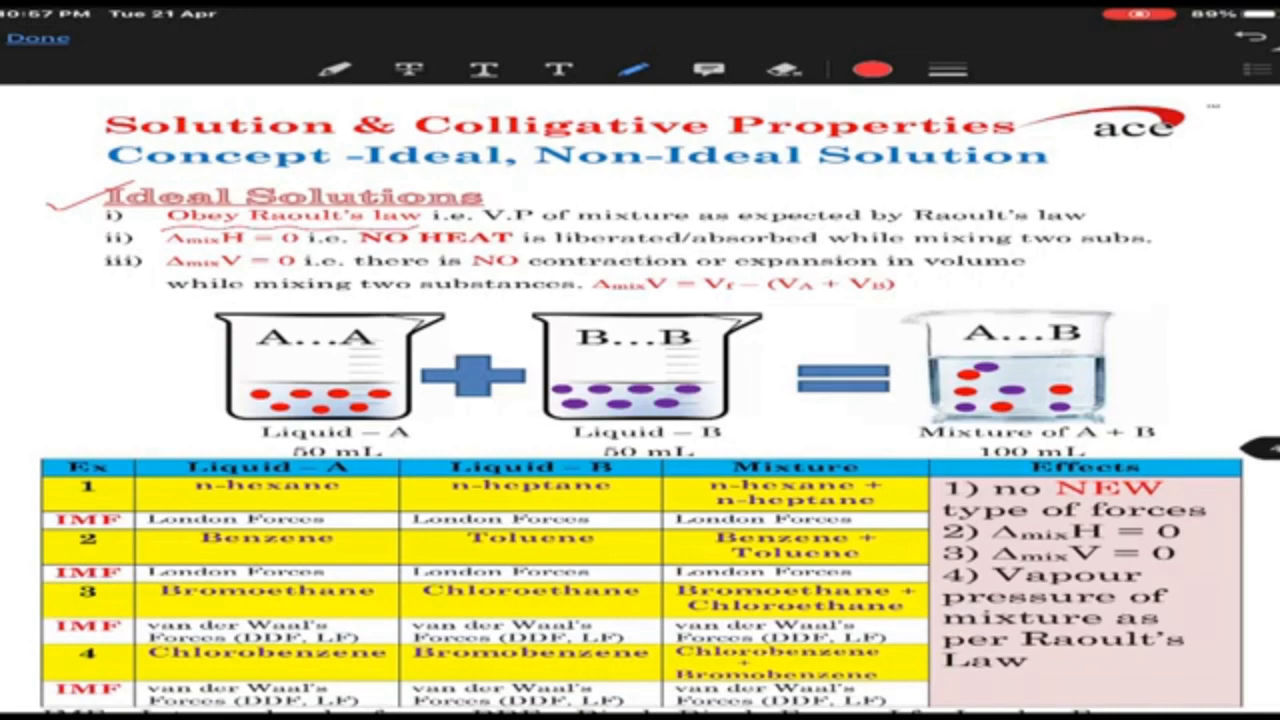 10:57 PM Tue 21 Apr
89%
Done
Solution & Colligative Properties
ace
TM
Concept -Ideal, Non-Ideal Solution
Ideal Solutions
i) Obey Raoult's law i.e. V.P of mixture as expected by Raoult's law
ii) ΔmixH = 0 i.e. NO HEAT is liberated/absorbed while mixing two subs.
iii) ΔmixV = 0 i.e. there is NO contraction or expansion in volume
while mixing two substances. ΔmixV = Vf – (VA + VB)
A...A B...B A...B
Liquid – A Liquid – B Mixture of A + B
50 mL 50 mL 100 mL
Ex Liquid – A Liquid – B Mixture Effects
1 n-hexane n-heptane n-hexane +
n-heptane
IMF London Forces London Forces London Forces
2 Benzene Toluene Benzene +
Toluene
IMF London Forces London Forces London Forces
3 Bromoethane Chloroethane Bromoethane +
Chloroethane
IMF van der Waal's van der Waal's van der Waal's
Forces (DDF, LF) Forces (DDF, LF) Forces (DDF, LF)
4 Chlorobenzene Bromobenzene Chlorobenzene
+
Bromobenzene
IMF van der Waal's van der Waal's van der Waal's
Forces (DDF, LF) Forces (DDF, LF) Forces (DDF, LF)
1) no NEW
type of forces
2) ΔmixH = 0
3) ΔmixV = 0
4) Vapour
pressure of
mixture as
per Raoult's
Law